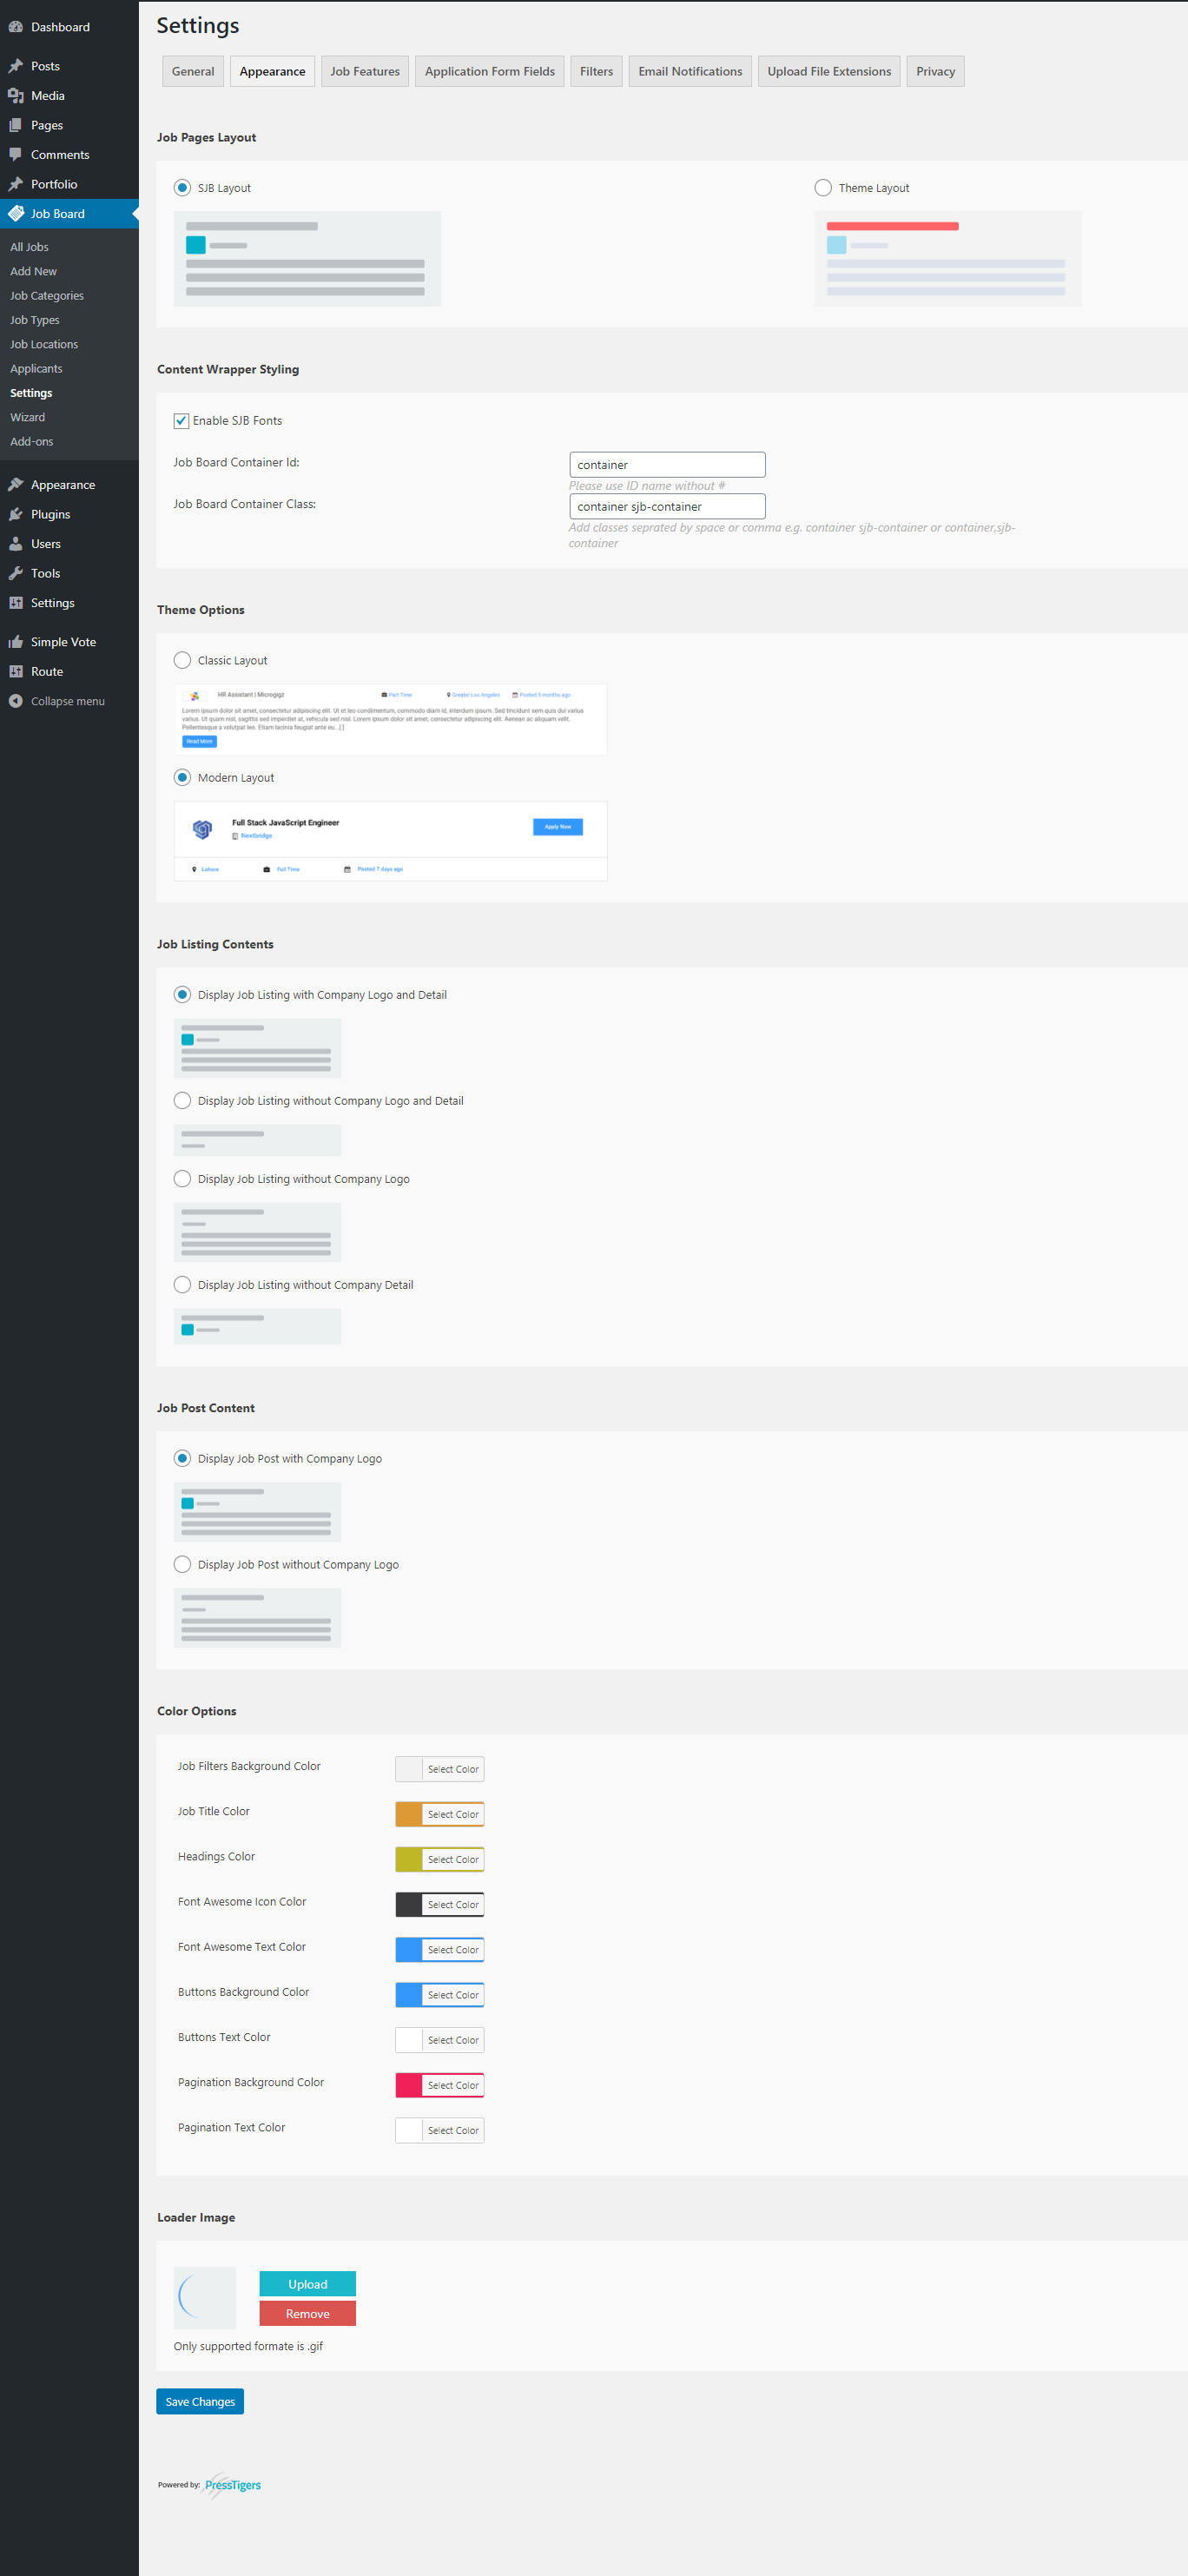 Dashboard
Posts
Media
Pages
Comments
Portfolio
Job Board
All Jobs
Add New
Job Categories
Job Types
Job Locations
Applicants
Settings
Wizard
Add-ons
Appearance
Plugins
Users
Tools
Settings
Simple Vote
Route
Collapse menu
Settings
General
Appearance
Job Features
Application Form Fields
Filters
Email Notifications
Upload File Extensions
Privacy
Job Pages Layout
SJB Layout
Theme Layout
Content Wrapper Styling
Enable SJB Fonts
Job Board Container Id:
container
Please use ID name without #
Job Board Container Class:
container sjb-container
Add classes seprated by space or comma e.g. container sjb-container or container,sjb-
container
Theme Options
Classic Layout
HR Assistant | Microgigz
Part Time
Greater Los Angeles
Posted 5 months ago
Lorem ipsum dolor sit amet, consectetur adipiscing elit. Ut et leo condimentum, commodo diam id, interdum ipsum. Sed tincidunt sem quis dui varius
varius. Ut quam nisl, sagittis sed imperdiet at, vehicula sed nisl. Lorem ipsum dolor sit amet, consectetur adipiscing elit. Aenean ac aliquam velit.
Pellentesque a volutpat leo. Etiam lacinia feugiat ante eu...[ ]
Read More
Modern Layout
Full Stack JavaScript Engineer
Nextbridge
Apply Now
Lahore
Full Time
Posted 7 days ago
Job Listing Contents
Display Job Listing with Company Logo and Detail
Display Job Listing without Company Logo and Detail
Display Job Listing without Company Logo
Display Job Listing without Company Detail
Job Post Content
Display Job Post with Company Logo
Display Job Post without Company Logo
Color Options
Job Filters Background Color
Select Color
Job Title Color
Select Color
Headings Color
Select Color
Font Awesome Icon Color
Select Color
Font Awesome Text Color
Select Color
Buttons Background Color
Select Color
Buttons Text Color
Select Color
Pagination Background Color
Select Color
Pagination Text Color
Select Color
Loader Image
Upload
Remove
Only supported formate is .gif
Save Changes
Powered by: PressTigers